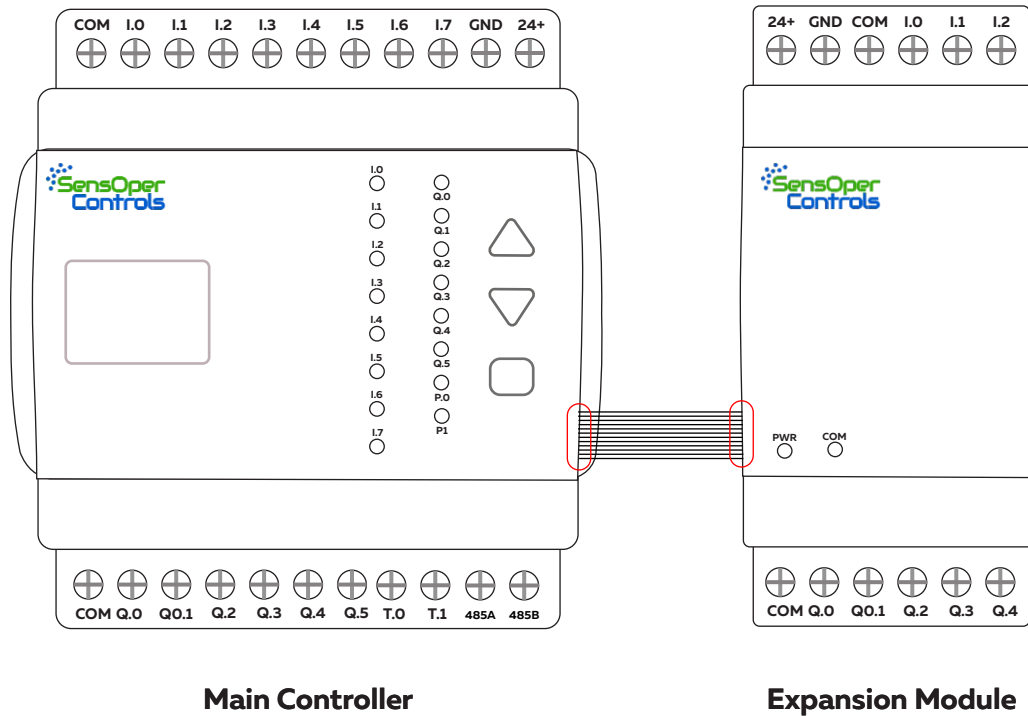 COM I.0 I.1 I.2 I.3 I.4 I.5 I.6 I.7 GND 24+
SensOper
Controls
I.0
I.1
I.2
I.3
I.4
I.5
I.6
I.7
Q.0
Q.1
Q.2
Q.3
Q.4
Q.5
P.0
P1
COM Q.0 Q0.1 Q.2 Q.3 Q.4 Q.5 T.0 T.1 485A 485B
Main Controller
24+ GND COM I.0 I.1 I.2
SensOper
Controls
PWR COM
COM Q.0 Q0.1 Q.2 Q.3 Q.4
Expansion Module